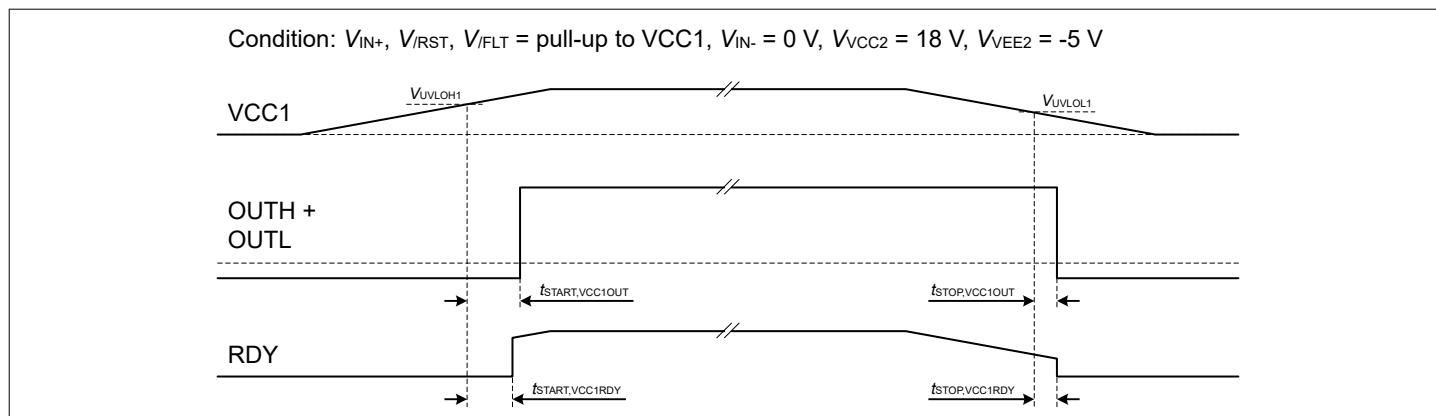 Condition: VIN+, V/RST, V/FLT = pull-up to VCC1, VIN- = 0 V, VVCC2 = 18 V, VVEE2 = -5 V
VUVLOH1
VUVLOL1
VCC1
OUTH +
OUTL
tSTART,VCC1OUT
tSTOP,VCC1OUT
RDY
tSTART,VCC1RDY
tSTOP,VCC1RDY